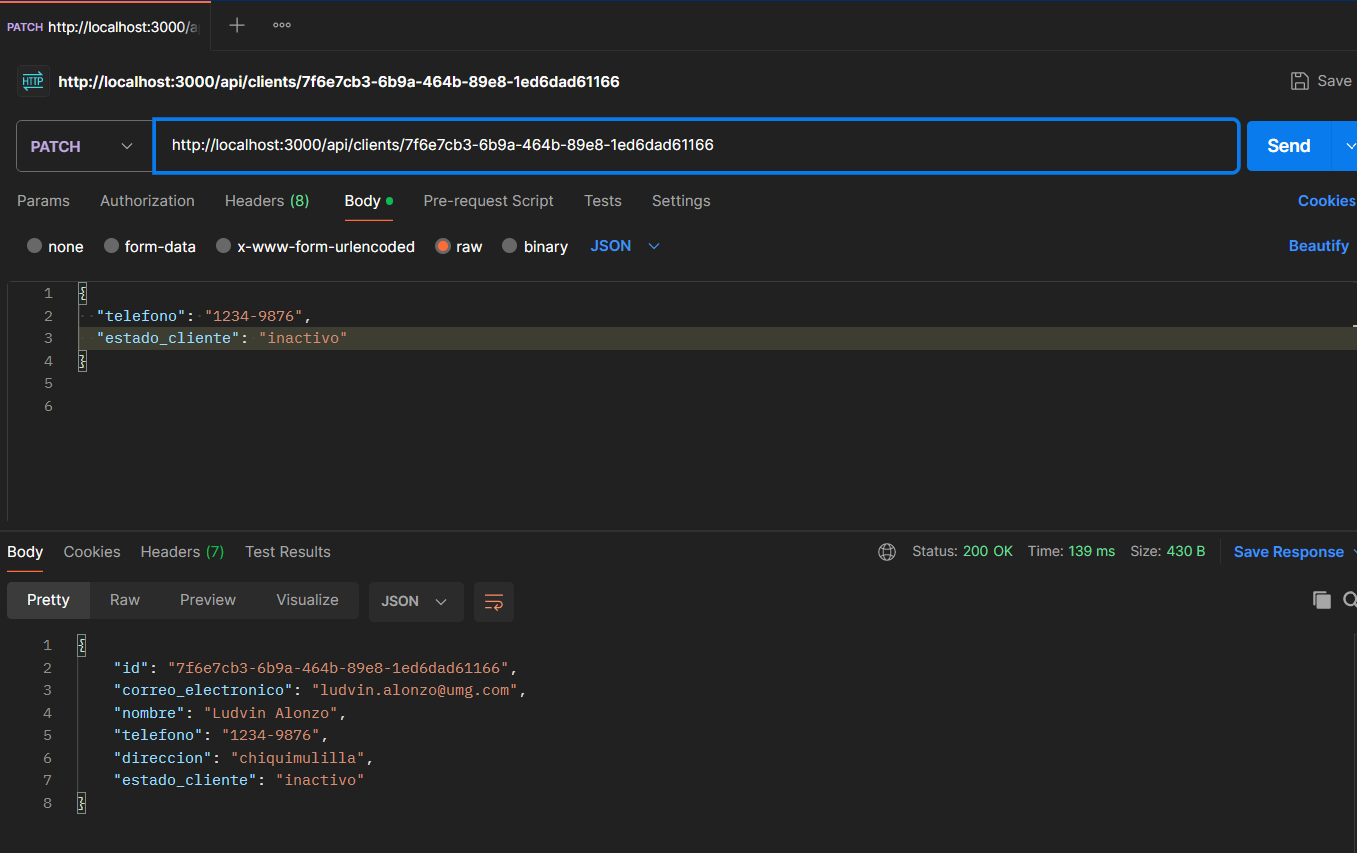 PATCH http://localhost:3000/a
HTTP http://localhost:3000/api/clients/7f6e7cb3-6b9a-464b-89e8-1ed6dad61166
Save
PATCH http://localhost:3000/api/clients/7f6e7cb3-6b9a-464b-89e8-1ed6dad61166 Send
Params Authorization Headers (8) Body Pre-request Script Tests Settings Cookies
none form-data x-www-form-urlencoded raw binary JSON Beautify
1 {
2 "telefono": "1234-9876",
3 "estado_cliente": "inactivo"
4 }
5
6
Body Cookies Headers (7) Test Results Status: 200 OK Time: 139 ms Size: 430 B Save Response
Pretty Raw Preview Visualize JSON
1 {
2 "id": "7f6e7cb3-6b9a-464b-89e8-1ed6dad61166",
3 "correo_electronico": "ludvin.alonzo@umg.com",
4 "nombre": "Ludvin Alonzo",
5 "telefono": "1234-9876",
6 "direccion": "chiquimulilla",
7 "estado_cliente": "inactivo"
8 }